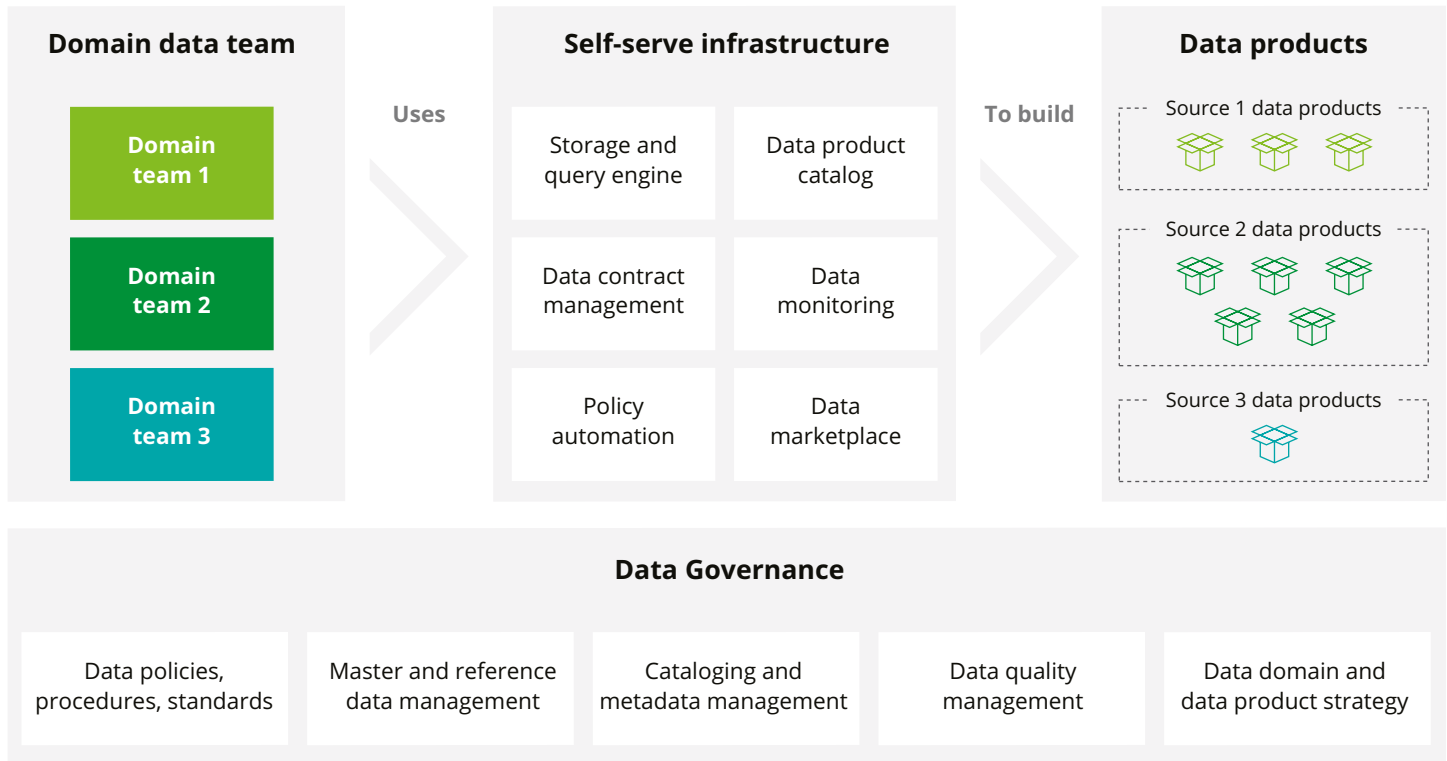 Domain data team
Domain
team 1
Domain
team 2
Domain
team 3
Uses
Self-serve infrastructure
Storage and
query engine
Data product
catalog
Data contract
management
Data
monitoring
Policy
automation
Data
marketplace
To build
Data products
Source 1 data products
Source 2 data products
Source 3 data products
Data Governance
Data policies,
procedures, standards
Master and reference
data management
Cataloging and
metadata management
Data quality
management
Data domain and
data product strategy